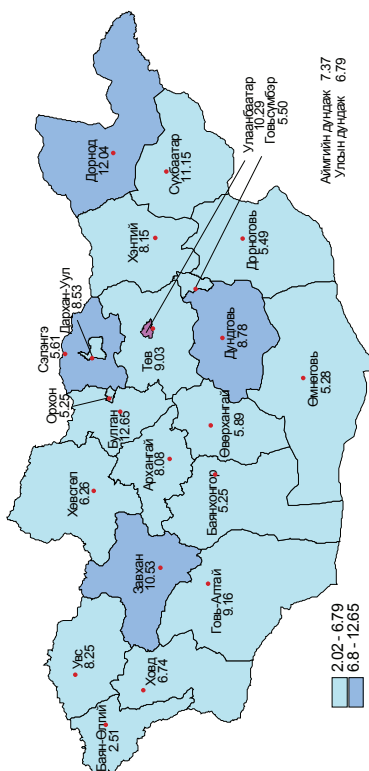 Дорнод
12.04
Сүхбаатар
11.15
Хэнтий
8.15
Дорноговь
5.49
Улаанбаатар
10.29
Говьсүмбэр
5.50
Аймгийн дундаж 7.37
Улсын дундаж 6.79
Сэлэнгэ
5.61
Дархан-Уул
8.53
Төв
9.03
Дундговь
8.78
Өмнөговь
5.28
Орхон
5.25
Булган
12.65
Өвөрхангай
5.89
Архангай
8.08
Баянхонгор
5.25
Хөвсгөл
6.26
Завхан
10.53
Говь-Алтай
9.16
Увс
8.25
Ховд
6.74
Баян-Өлгий
2.51
2.02 - 6.79
6.8 - 12.65